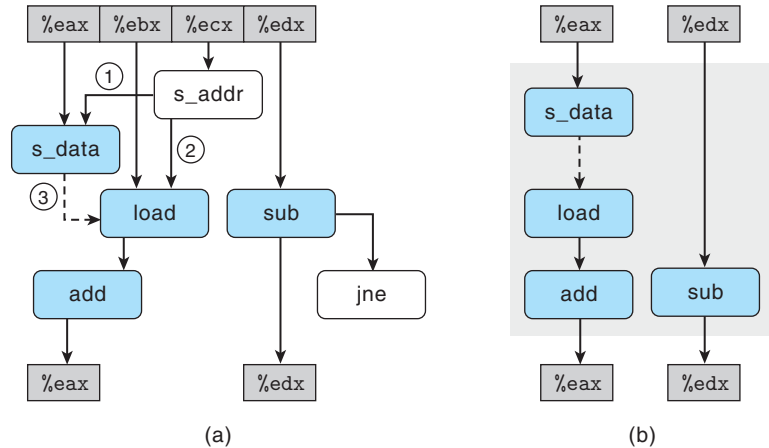 %eax %ebx %ecx %edx %eax %edx
1 s_addr
s_data
2
s_data
3 load sub load
add jne add sub
%eax %edx %eax %edx
(a) (b)